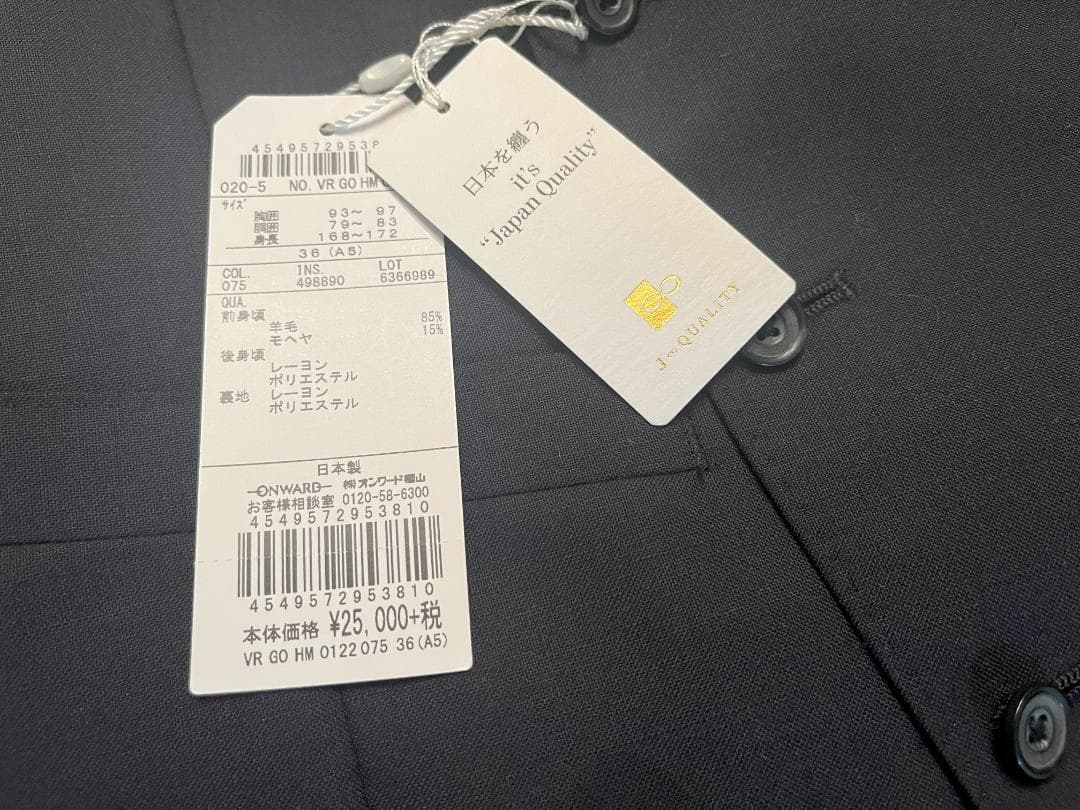 454957295381
020-5 NO. VR GO HM
サイズ
胸囲 93～ 97
胴囲 79～ 83
身長 168～172
36 (A5)
COL. INS. LOT
075 498890 6366989
QUA.
前身頃 85%
羊毛 15%
モヘヤ
後身頃
レーヨン
ポリエステル
裏地 レーヨン
ポリエステル
日本製
ONWARD ㈱オンワード樫山
お客様相談室 0120-58-6300
4549572953810
4549572953810
本体価格 ¥25,000+税
VR GO HM 0122 075 36 (A5)
日本を纏う
it's
"Japan Quality"
J∞QUALITY